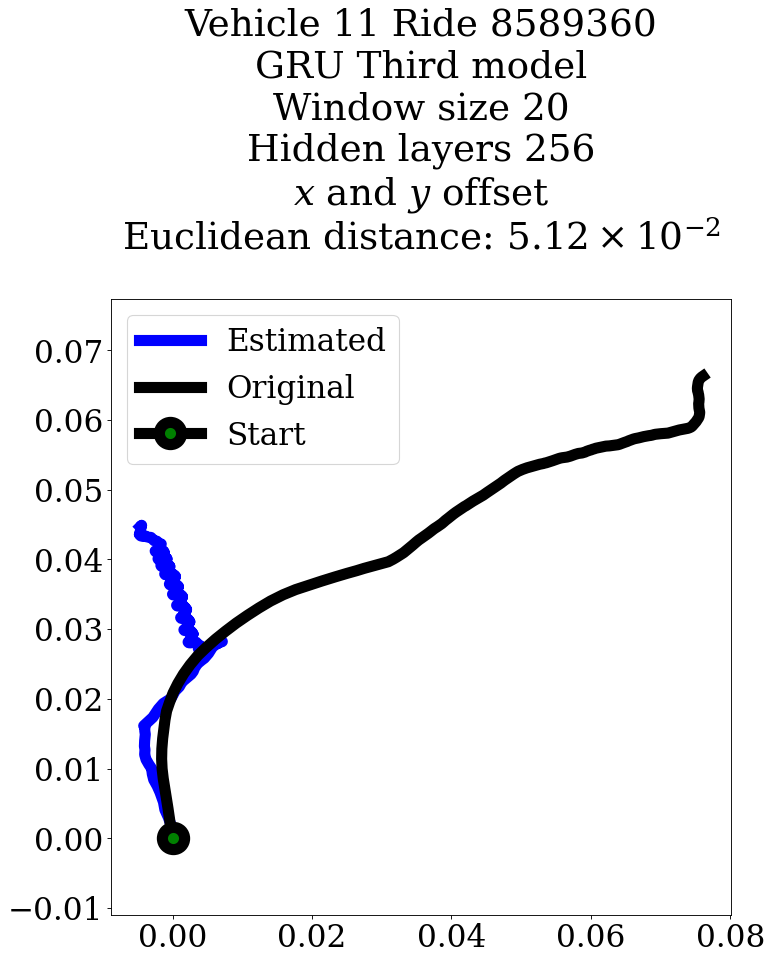 Vehicle 11 Ride 8589360
GRU Third model
Window size 20
Hidden layers 256
x and y offset
Euclidean distance: 5.12 × 10⁻²
Estimated
Original
Start
0.07
0.06
0.05
0.04
0.03
0.02
0.01
0.00
−0.01
0.00 0.02 0.04 0.06 0.08